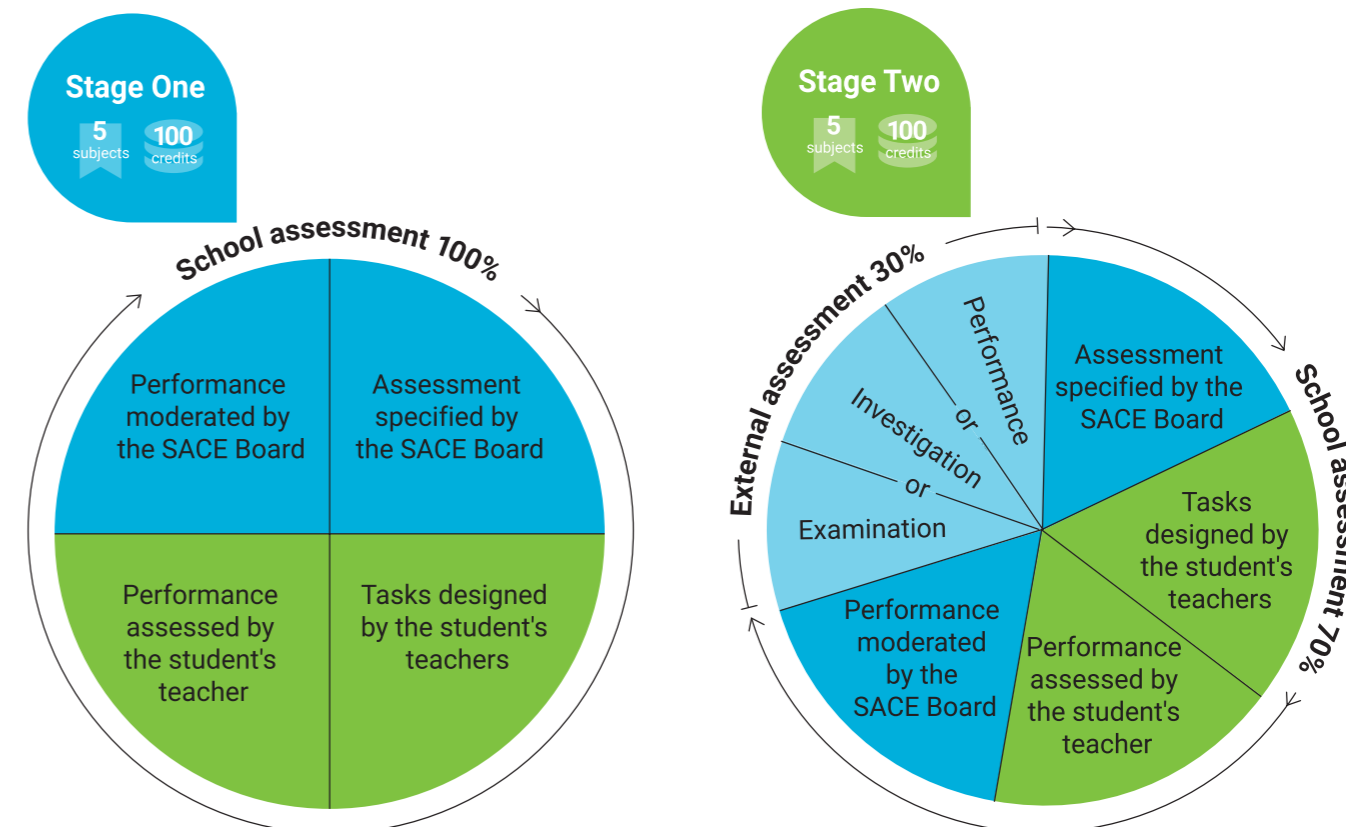 Stage One
5
subjects
100
credits
School assessment 100%
Performance
moderated by
the SACE Board
Assessment
specified by
the SACE Board
Performance
assessed by
the student's
teacher
Tasks designed
by the student's
teachers
Stage Two
5
subjects
100
credits
External assessment 30%
School assessment 70%
Performance
or
Investigation
or
Examination
Assessment
specified by the
SACE Board
Tasks
designed by
the student's
teachers
Performance
assessed by
the student's
teacher
Performance
moderated
by the
SACE Board